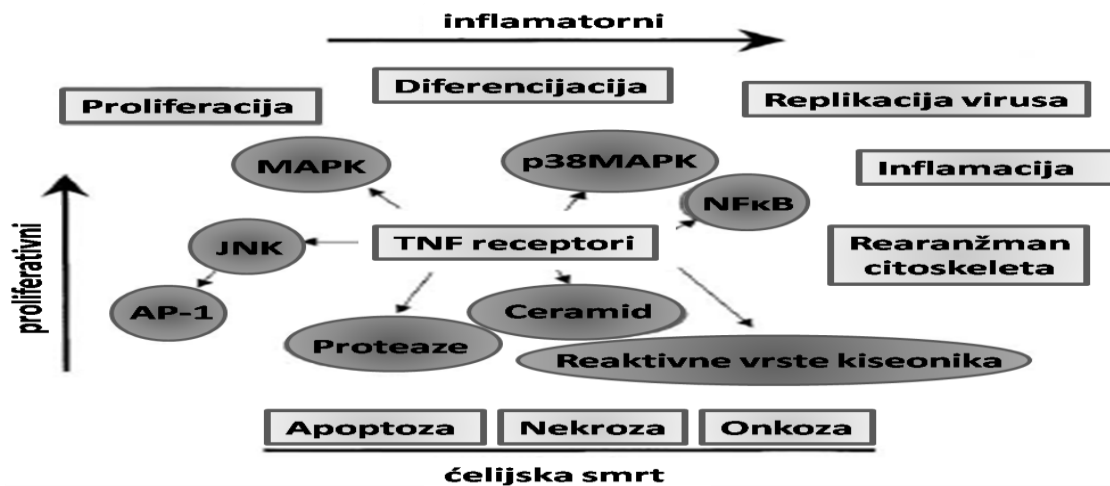 inflamatorni
Diferencijacija
Proliferacija
Replikacija virusa
MAPK
p38MAPK
Inflamacija
NFκB
proliferativni
JNK
TNF receptori
Rearanžman
citoskeleta
AP-1
Ceramid
Proteaze
Reaktivne vrste kiseonika
Apoptoza
Nekroza
Onkoza
ćelijska smrt